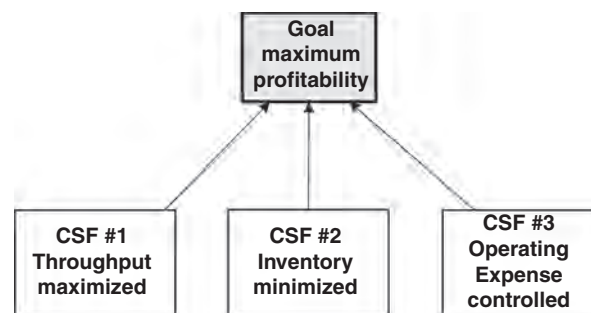 Goal
maximum
profitability
CSF #1
Throughput
maximized
CSF #2
Inventory
minimized
CSF #3
Operating
Expense
controlled